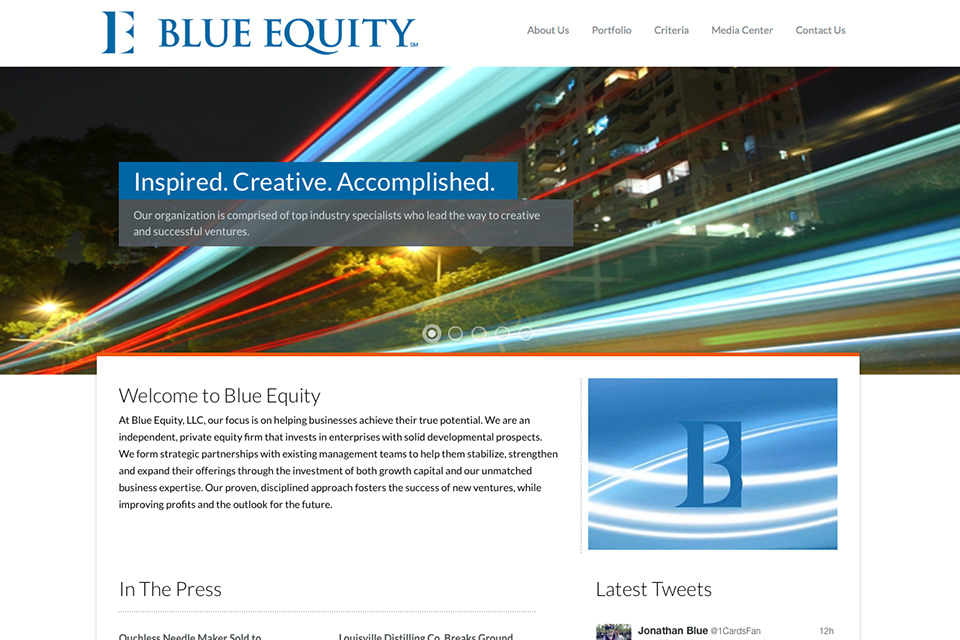 BLUE EQUITY SM
About Us Portfolio Criteria Media Center Contact Us
Inspired. Creative. Accomplished.
Our organization is comprised of top industry specialists who lead the way to creative
and successful ventures.
Welcome to Blue Equity
At Blue Equity, LLC, our focus is on helping businesses achieve their true potential. We are an
independent, private equity firm that invests in enterprises with solid developmental prospects.
We form strategic partnerships with existing management teams to help them stabilize, strengthen
and expand their offerings through the investment of both growth capital and our unmatched
business expertise. Our proven, disciplined approach fosters the success of new ventures, while
improving profits and the outlook for the future.
In The Press
Ouchless Needle Maker Sold to
Louisville Distilling Co. Breaks Ground
Latest Tweets
Jonathan Blue @1CardsFan 12h